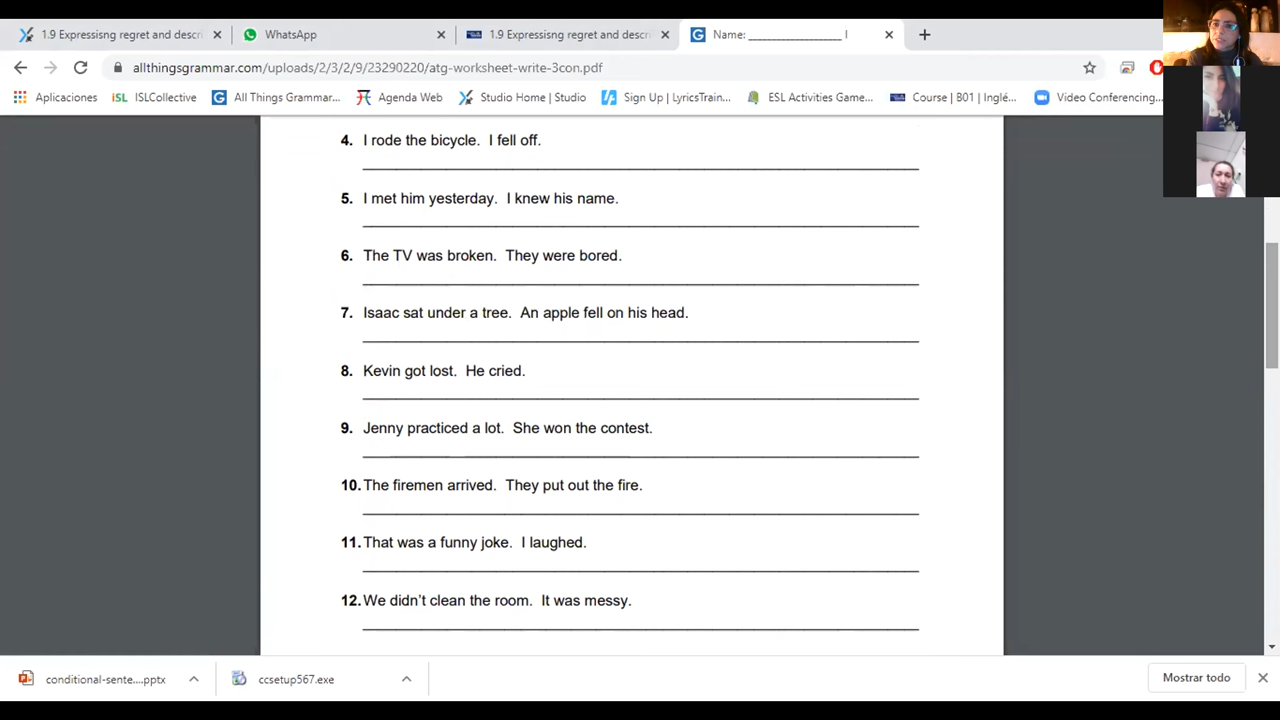 1.9 Expressisng regret and descri
WhatsApp
1.9 Expressisng regret and descri
Name: __________________ I
allthingsgrammar.com/uploads/2/3/2/9/23290220/atg-worksheet-write-3con.pdf
Aplicaciones
iSL ISLCollective
All Things Grammar...
Agenda Web
Studio Home | Studio
Sign Up | LyricsTrain...
ESL Activities Game...
Course | B01 | Inglé...
Video Conferencing...
4. I rode the bicycle. I fell off.
5. I met him yesterday. I knew his name.
6. The TV was broken. They were bored.
7. Isaac sat under a tree. An apple fell on his head.
8. Kevin got lost. He cried.
9. Jenny practiced a lot. She won the contest.
10. The firemen arrived. They put out the fire.
11. That was a funny joke. I laughed.
12. We didn't clean the room. It was messy.
conditional-sente....pptx
ccsetup567.exe
Mostrar todo